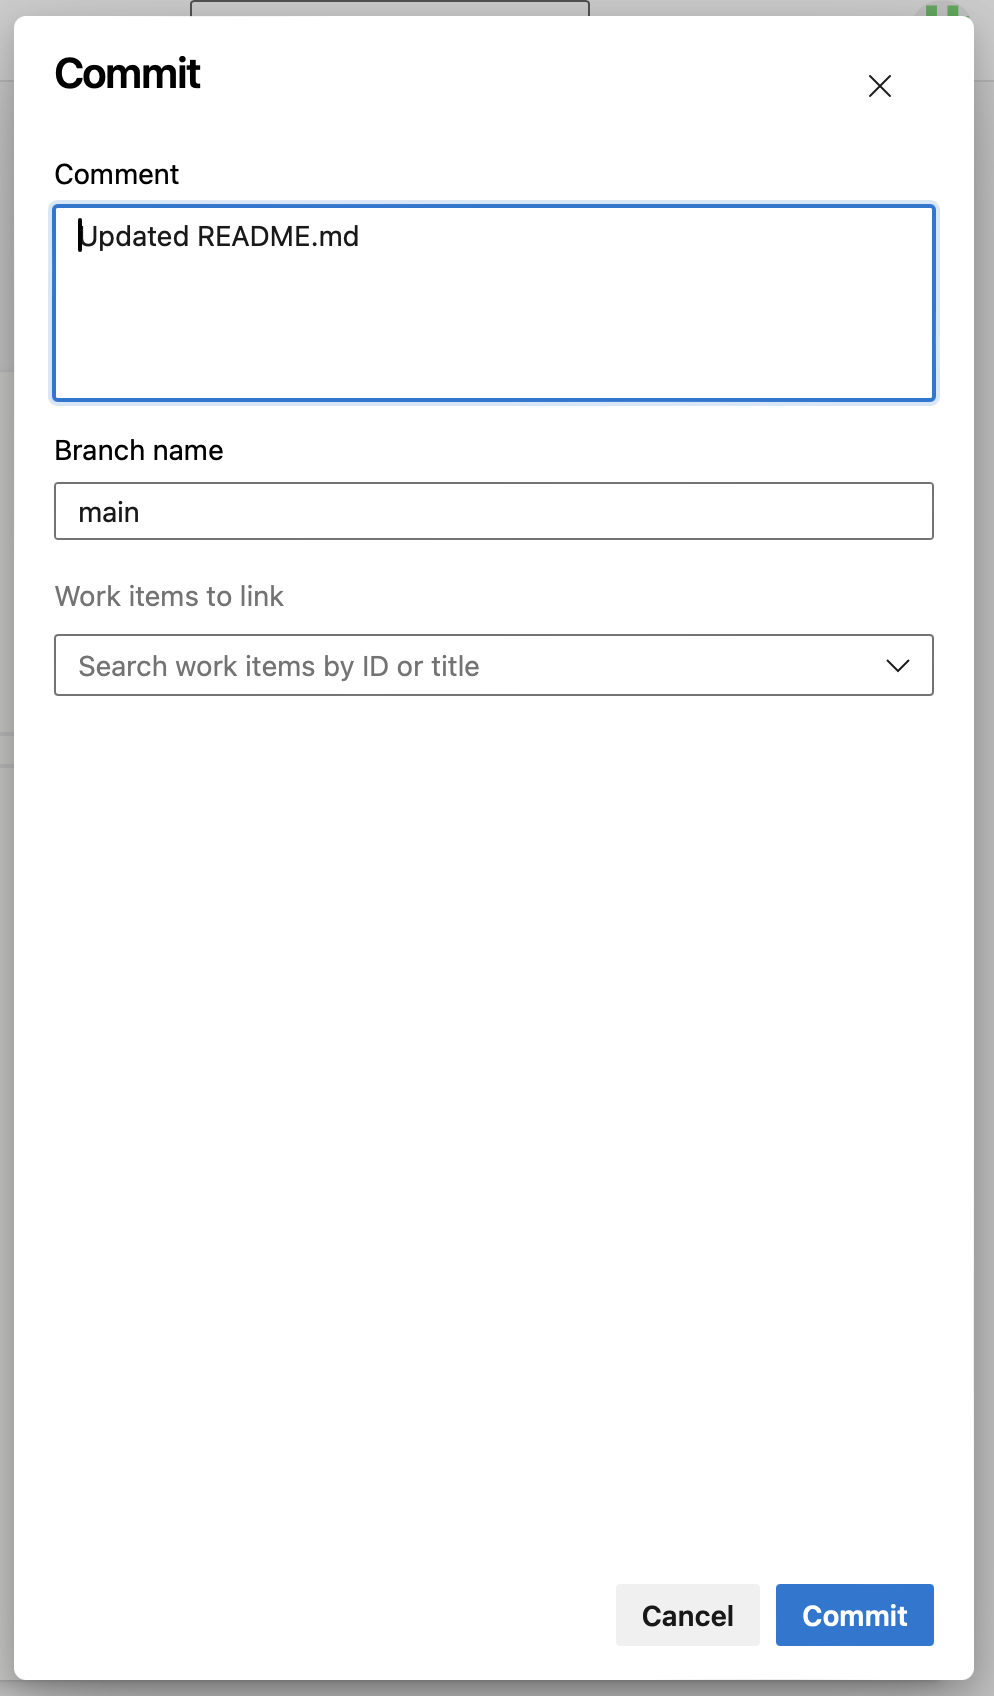 Commit
Comment
Updated README.md
Branch name
main
Work items to link
Search work items by ID or title
Cancel
Commit